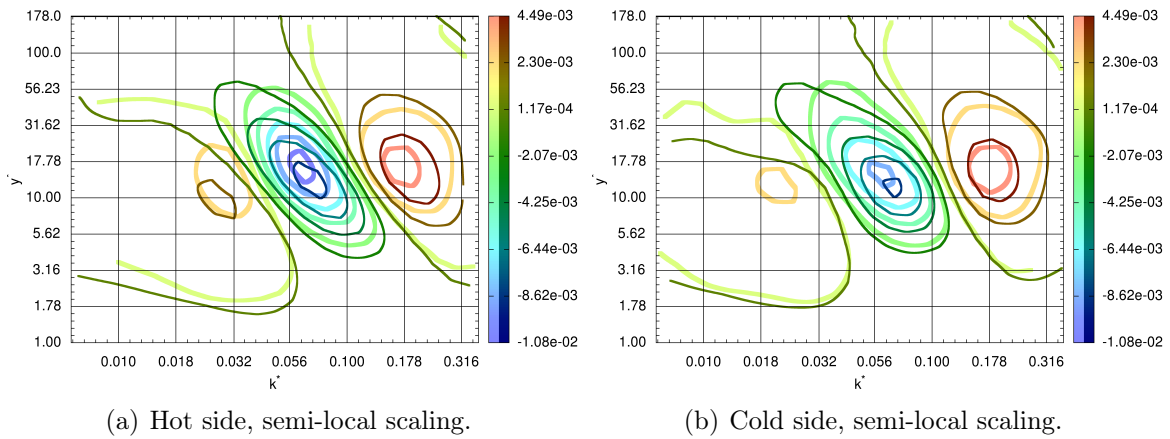 178.0
100.0
56.23
31.62
17.78
10.00
5.62
3.16
1.78
1.00
y*
0.010 0.018 0.032 0.056 0.100 0.178 0.316
k*
4.49e-03
2.30e-03
1.17e-04
-2.07e-03
-4.25e-03
-6.44e-03
-8.62e-03
-1.08e-02
(a) Hot side, semi-local scaling.
178.0
100.0
56.23
31.62
17.78
10.00
5.62
3.16
1.78
1.00
y*
0.010 0.018 0.032 0.056 0.100 0.178 0.316
k*
4.49e-03
2.30e-03
1.17e-04
-2.07e-03
-4.25e-03
-6.44e-03
-8.62e-03
-1.08e-02
(b) Cold side, semi-local scaling.